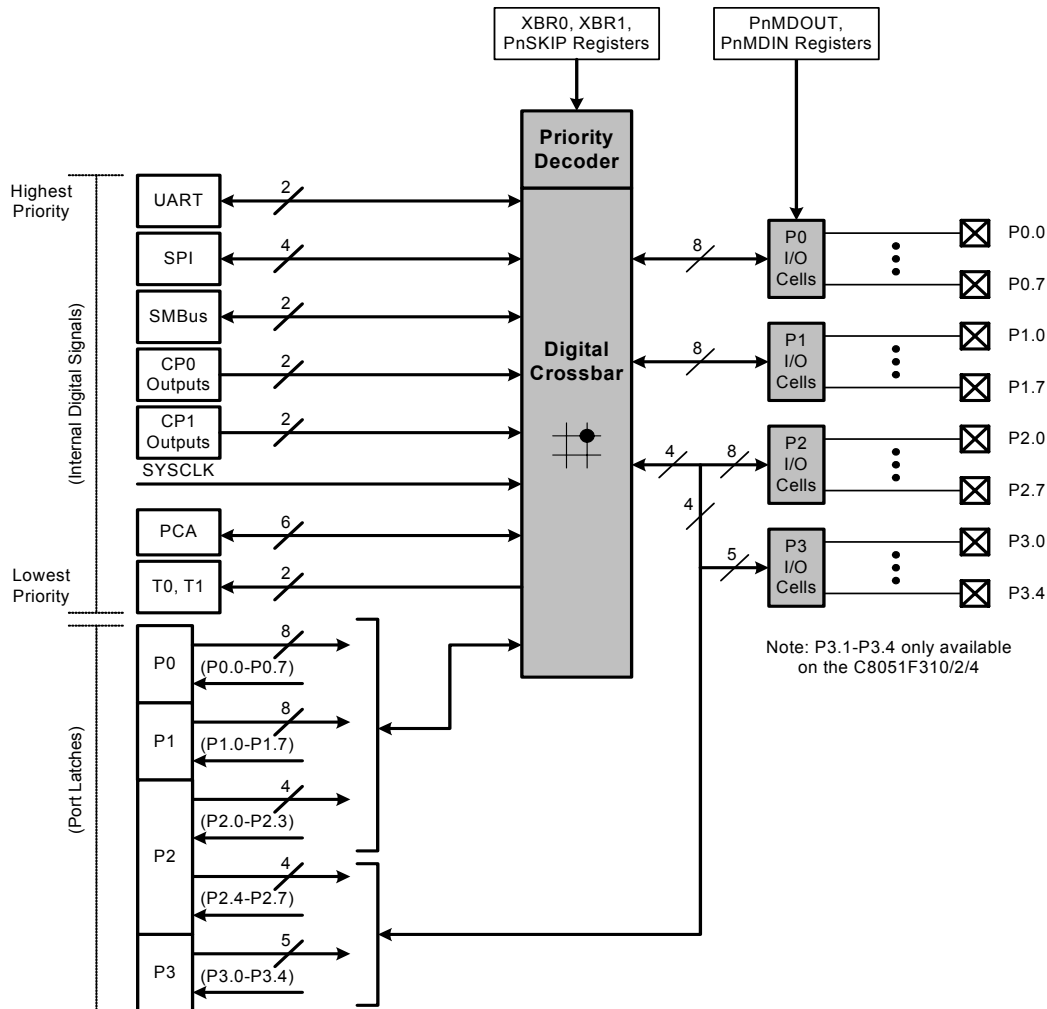 XBR0, XBR1,
PnSKIP Registers
PnMDOUT,
PnMDIN Registers
Priority
Decoder
Highest
Priority
(Internal Digital Signals)
Lowest
Priority
UART
2
SPI
4
SMBus
2
CP0
Outputs
2
CP1
Outputs
2
SYSCLK
PCA
6
T0, T1
2
Digital
Crossbar
8
P0
I/O
Cells
P0.0
P0.7
8
P1
I/O
Cells
P1.0
P1.7
4
8
P2
I/O
Cells
P2.0
P2.7
4
5
P3
I/O
Cells
P3.0
P3.4
Note: P3.1-P3.4 only available
on the C8051F310/2/4
(Port Latches)
P0
8
(P0.0-P0.7)
P1
8
(P1.0-P1.7)
P2
4
(P2.0-P2.3)
4
(P2.4-P2.7)
P3
5
(P3.0-P3.4)